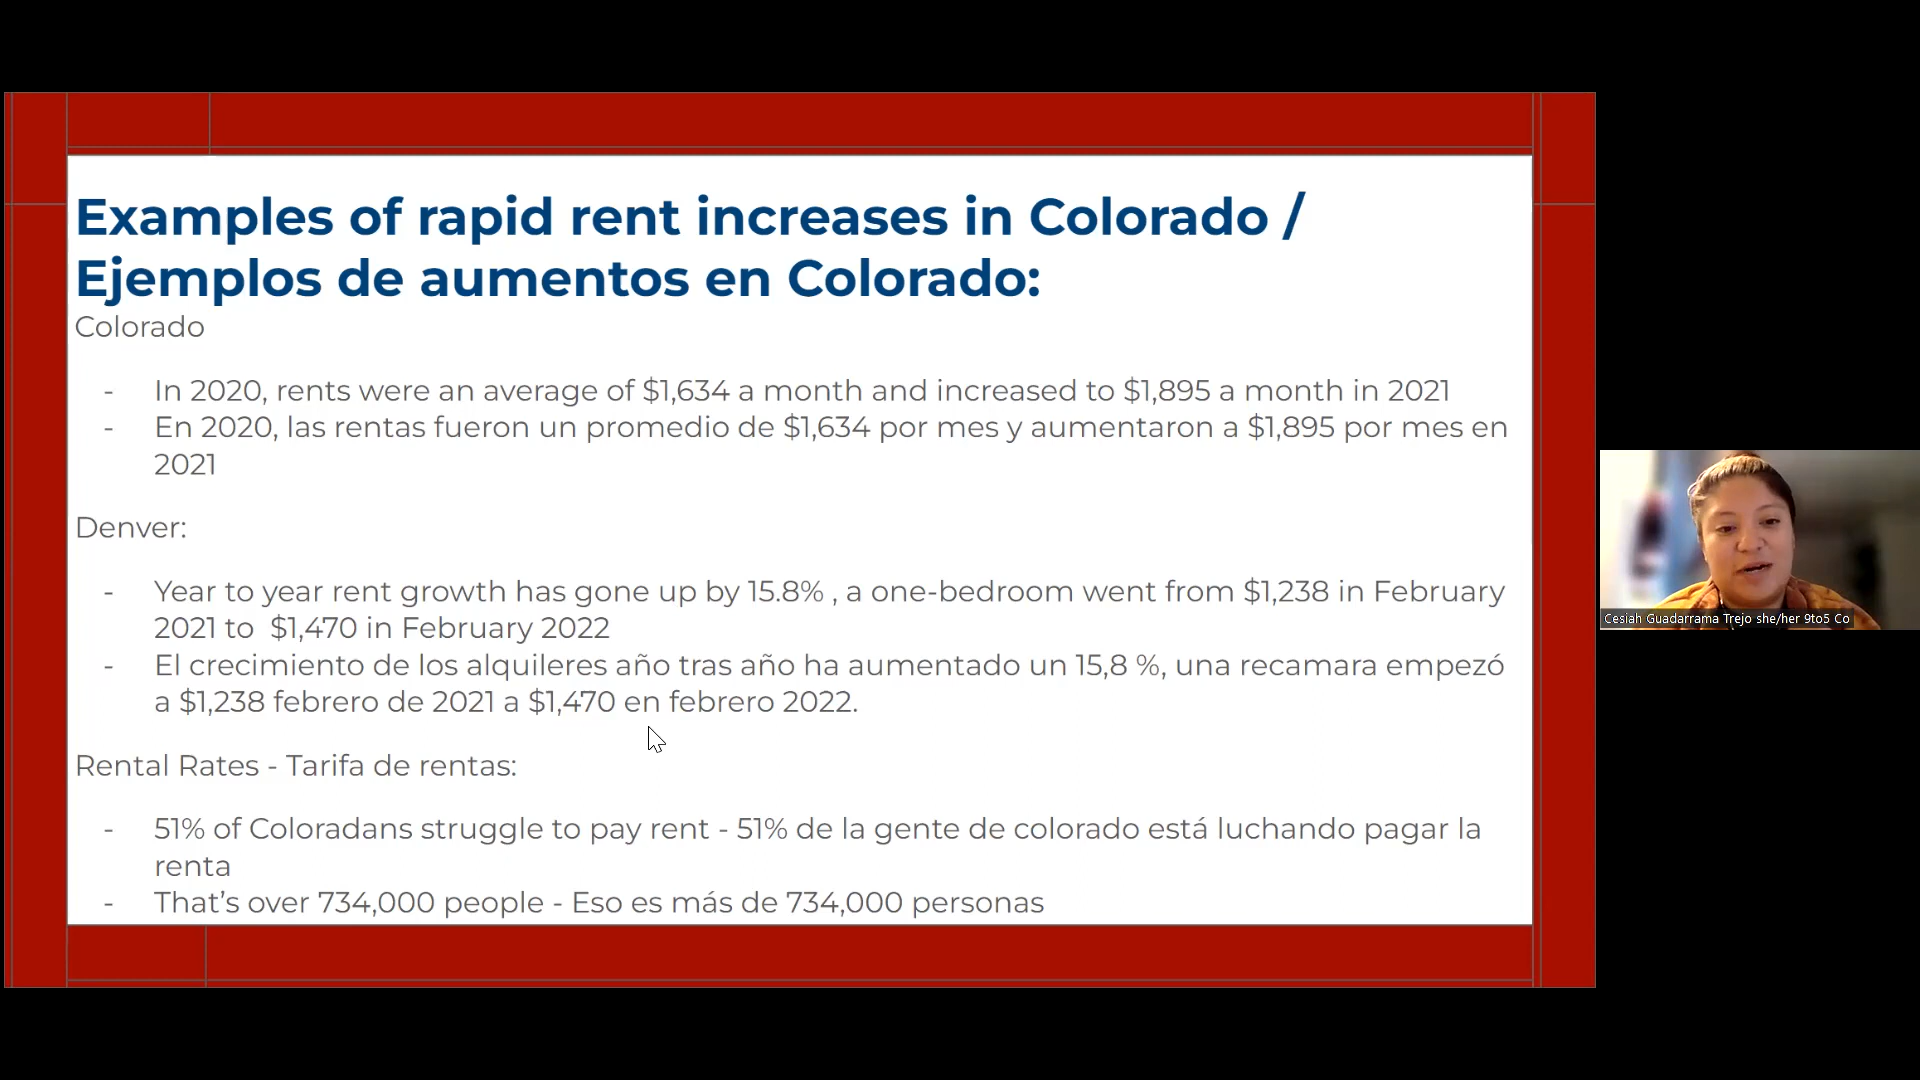 Examples of rapid rent increases in Colorado /
Ejemplos de aumentos en Colorado:
Colorado
- In 2020, rents were an average of $1,634 a month and increased to $1,895 a month in 2021
- En 2020, las rentas fueron un promedio de $1,634 por mes y aumentaron a $1,895 por mes en
2021
Denver:
- Year to year rent growth has gone up by 15.8% , a one-bedroom went from $1,238 in February
2021 to  $1,470 in February 2022
- El crecimiento de los alquileres año tras año ha aumentado un 15,8 %, una recamara empezó
a $1,238 febrero de 2021 a $1,470 en febrero 2022.
Rental Rates - Tarifa de rentas:
- 51% of Coloradans struggle to pay rent - 51% de la gente de colorado está luchando pagar la
renta
- That’s over 734,000 people - Eso es más de 734,000 personas
Cesiah Guadarrama Trejo she/her 9to5 Co